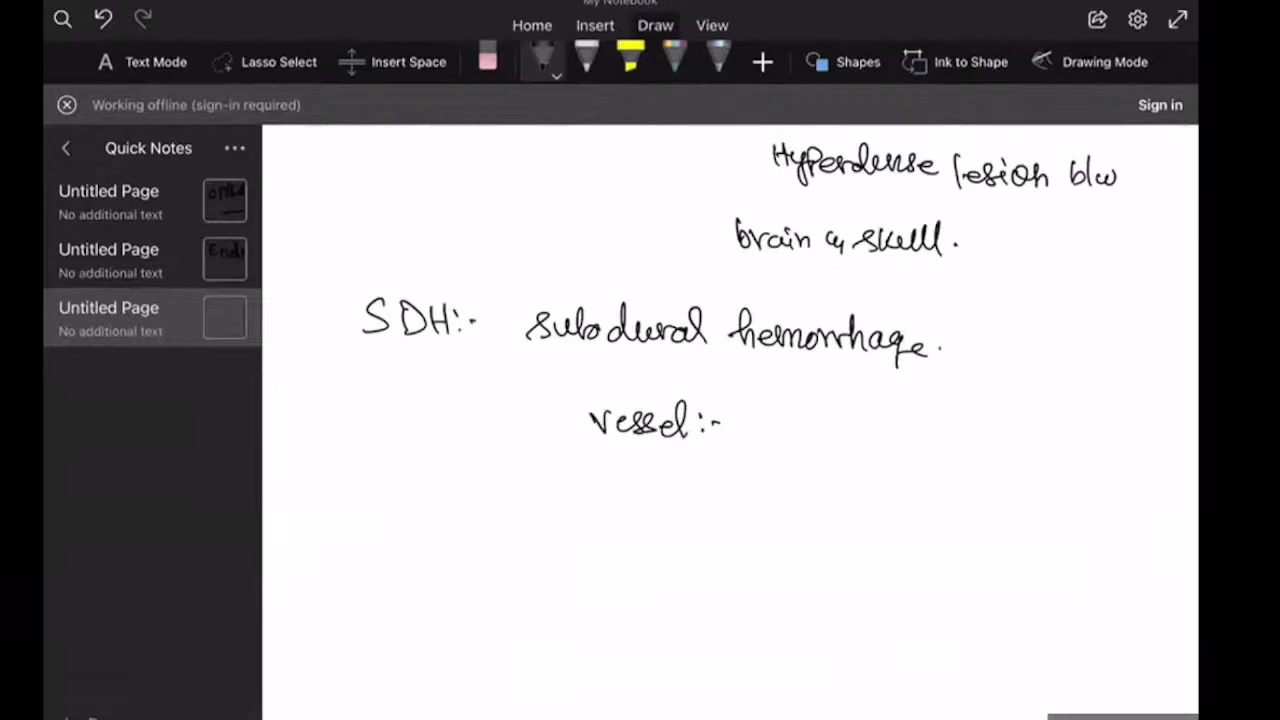 My Notebook
Home Insert Draw View
Text Mode Lasso Select Insert Space Shapes Ink to Shape Drawing Mode
Working offline (sign-in required) Sign in
Quick Notes
Untitled Page
No additional text
Untitled Page
No additional text
Untitled Page
No additional text
Hyperdense lesion b/w
brain & skull.
SDH:- subdural hemorrhage.
vessel:-